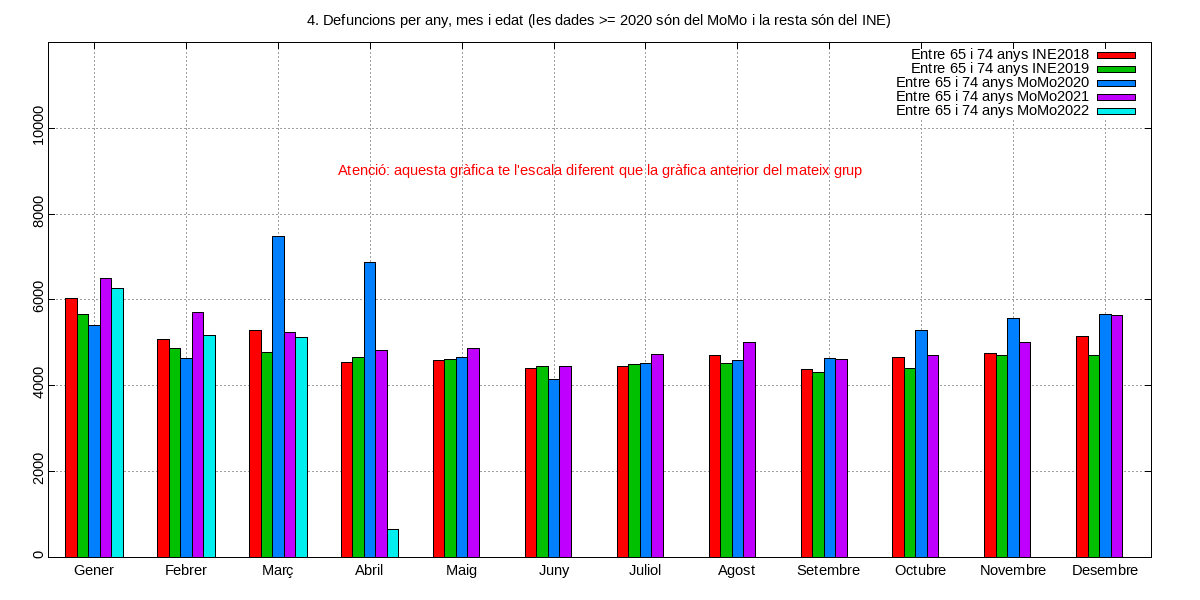 4. Defuncions per any, mes i edat (les dades >= 2020 són del MoMo i la resta són del INE)
Entre 65 i 74 anys INE2018
Entre 65 i 74 anys INE2019
Entre 65 i 74 anys MoMo2020
Entre 65 i 74 anys MoMo2021
Entre 65 i 74 anys MoMo2022
Atenció: aquesta gràfica te l'escala diferent que la gràfica anterior del mateix grup
10000
8000
6000
4000
2000
0
Gener Febrer Març Abril Maig Juny Juliol Agost Setembre Octubre Novembre Desembre